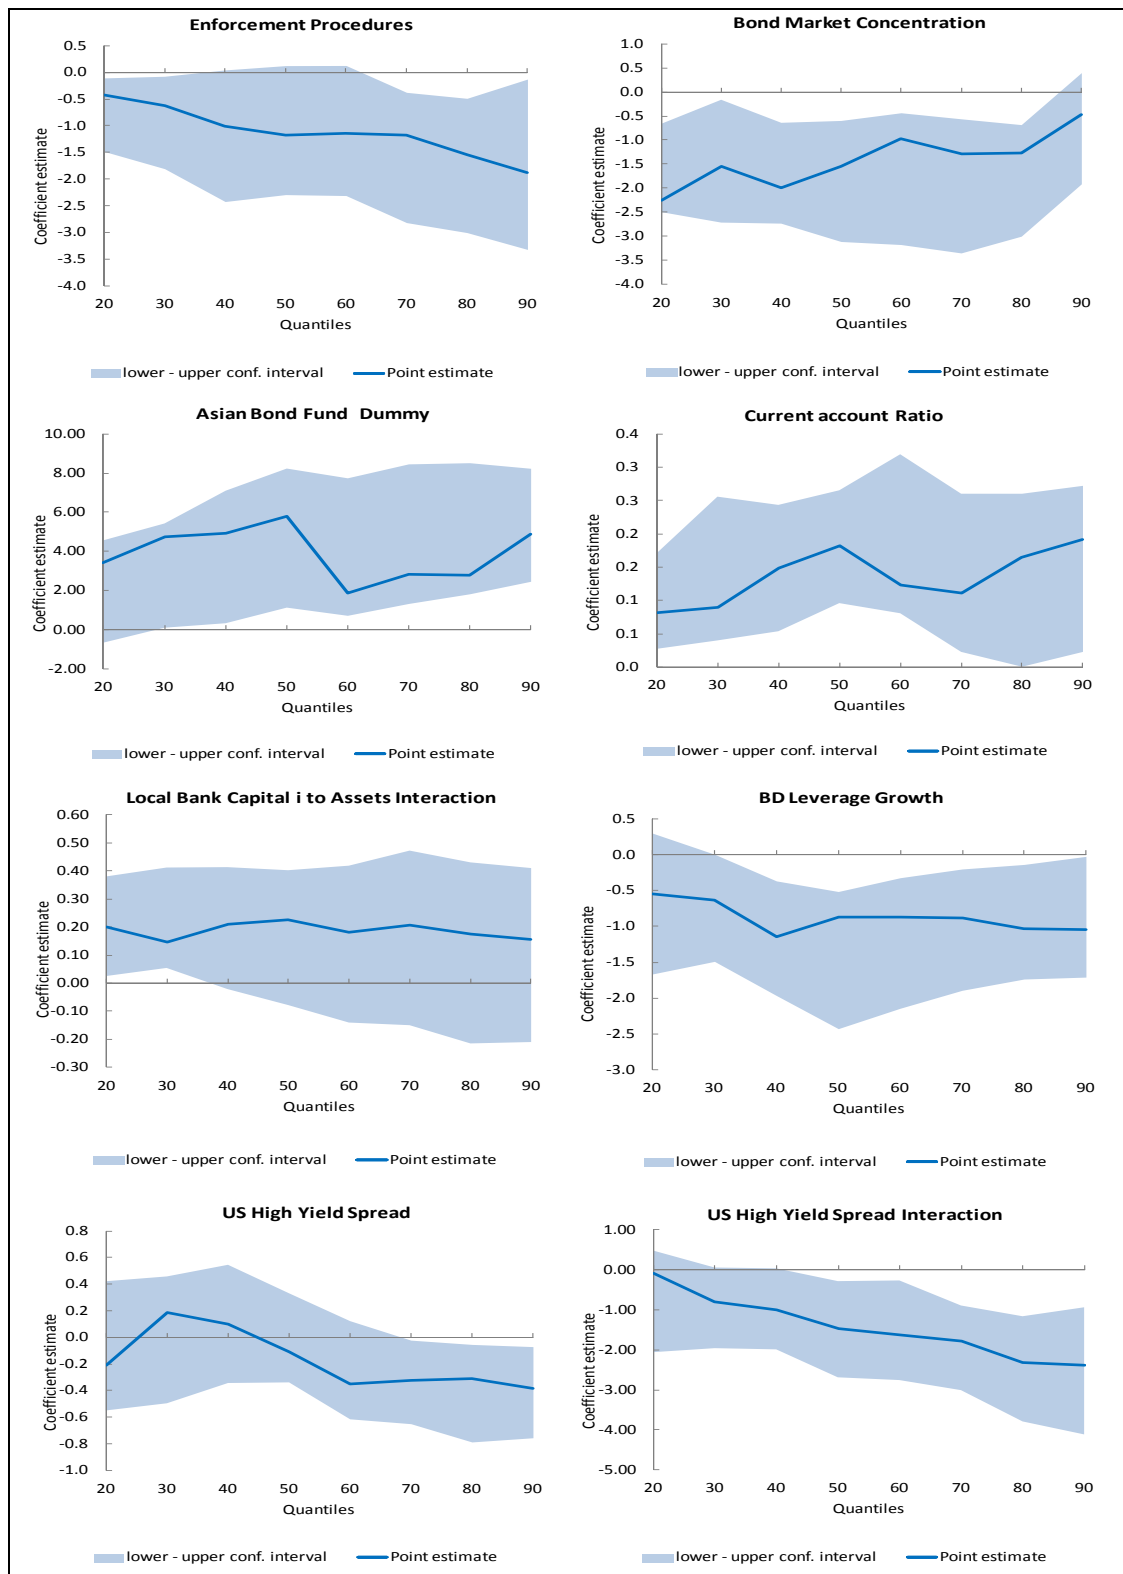 Enforcement Procedures
Coefficient estimate
0.5
0.0
-0.5
-1.0
-1.5
-2.0
-2.5
-3.0
-3.5
-4.0
20 30 40 50 60 70 80 90
Quantiles
lower - upper conf. interval Point estimate
Bond Market Concentration
Coefficient estimate
1.0
0.5
0.0
-0.5
-1.0
-1.5
-2.0
-2.5
-3.0
-3.5
-4.0
20 30 40 50 60 70 80 90
Quantiles
lower - upper conf. interval Point estimate
Asian Bond Fund Dummy
Coefficient estimate
10.00
8.00
6.00
4.00
2.00
0.00
-2.00
20 30 40 50 60 70 80 90
Quantiles
lower - upper conf. interval Point estimate
Current account Ratio
Coefficient estimate
0.4
0.3
0.3
0.2
0.2
0.1
0.1
0.0
20 30 40 50 60 70 80 90
Quantiles
lower - upper conf. interval Point estimate
Local Bank Capital i to Assets Interaction
Coefficient estimate
0.60
0.50
0.40
0.30
0.20
0.10
0.00
-0.10
-0.20
-0.30
20 30 40 50 60 70 80 90
Quantiles
lower - upper conf. interval Point estimate
BD Leverage Growth
Coefficient estimate
0.5
0.0
-0.5
-1.0
-1.5
-2.0
-2.5
-3.0
20 30 40 50 60 70 80 90
Quantiles
lower - upper conf. interval Point estimate
US High Yield Spread
Coefficient estimate
0.8
0.6
0.4
0.2
0.0
-0.2
-0.4
-0.6
-0.8
-1.0
20 30 40 50 60 70 80 90
Quantiles
lower - upper conf. interval Point estimate
US High Yield Spread Interaction
Coefficient estimate
1.00
0.00
-1.00
-2.00
-3.00
-4.00
-5.00
20 30 40 50 60 70 80 90
Quantiles
lower - upper conf. interval Point estimate